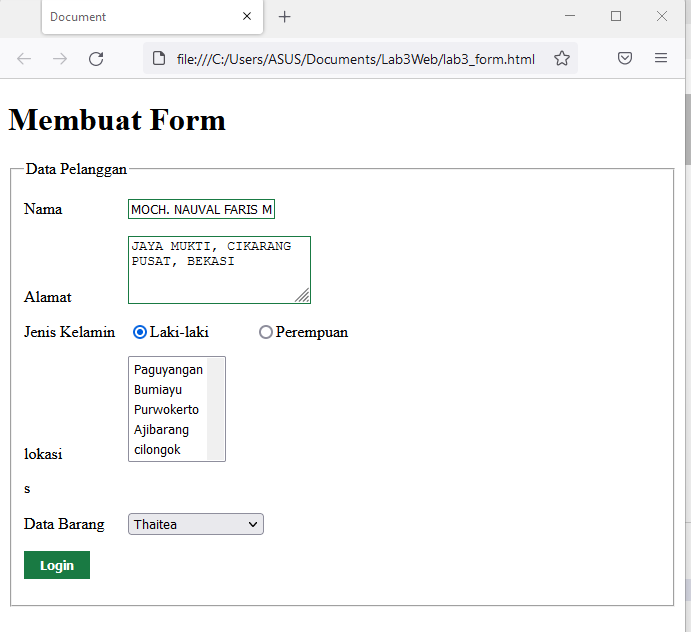 Document
file:///C:/Users/ASUS/Documents/Lab3Web/lab3_form.html
Membuat Form
Data Pelanggan
Nama MOCH. NAUVAL FARIS M
JAYA MUKTI, CIKARANG
PUSAT, BEKASI
Alamat
Jenis Kelamin Laki-laki Perempuan
Paguyangan
Bumiayu
Purwokerto
Ajibarang
cilongok
lokasi
s
Data Barang Thaitea
Login